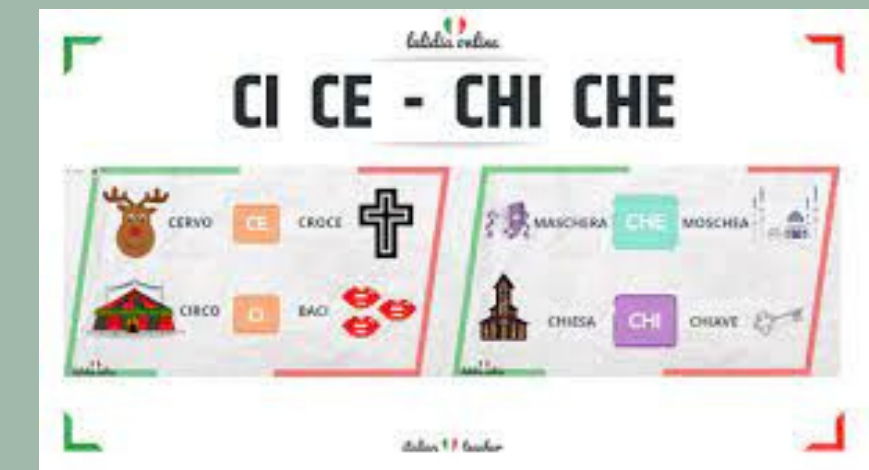 lalidia online
CI CE - CHI CHE
CERVO CE CROCE
CIRCO CI BACI
MASCHERA CHE MOSCHEA
CHIESA CHI CHIAVE
italian teacher